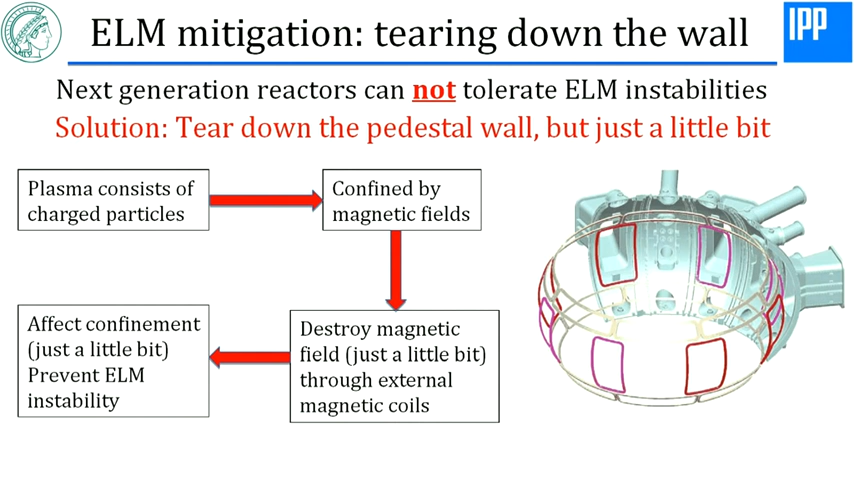 ELM mitigation: tearing down the wall
IPP
Next generation reactors can not tolerate ELM instabilities
Solution: Tear down the pedestal wall, but just a little bit
Plasma consists of
charged particles
Confined by
magnetic fields
Destroy magnetic
field (just a little bit)
through external
magnetic coils
Affect confinement
(just a little bit)
Prevent ELM
instability